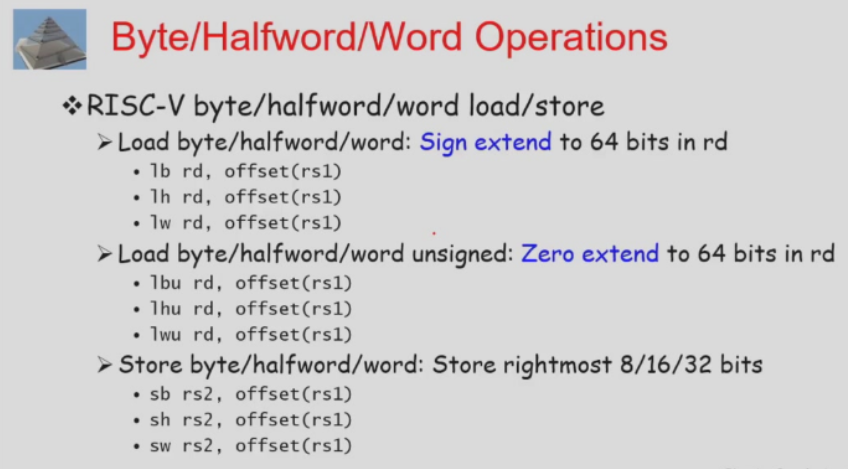 Byte/Halfword/Word Operations
❖RISC-V byte/halfword/word load/store
➢Load byte/halfword/word: Sign extend to 64 bits in rd
• lb rd, offset(rs1)
• lh rd, offset(rs1)
• lw rd, offset(rs1)
➢Load byte/halfword/word unsigned: Zero extend to 64 bits in rd
• lbu rd, offset(rs1)
• lhu rd, offset(rs1)
• lwu rd, offset(rs1)
➢Store byte/halfword/word: Store rightmost 8/16/32 bits
• sb rs2, offset(rs1)
• sh rs2, offset(rs1)
• sw rs2, offset(rs1)